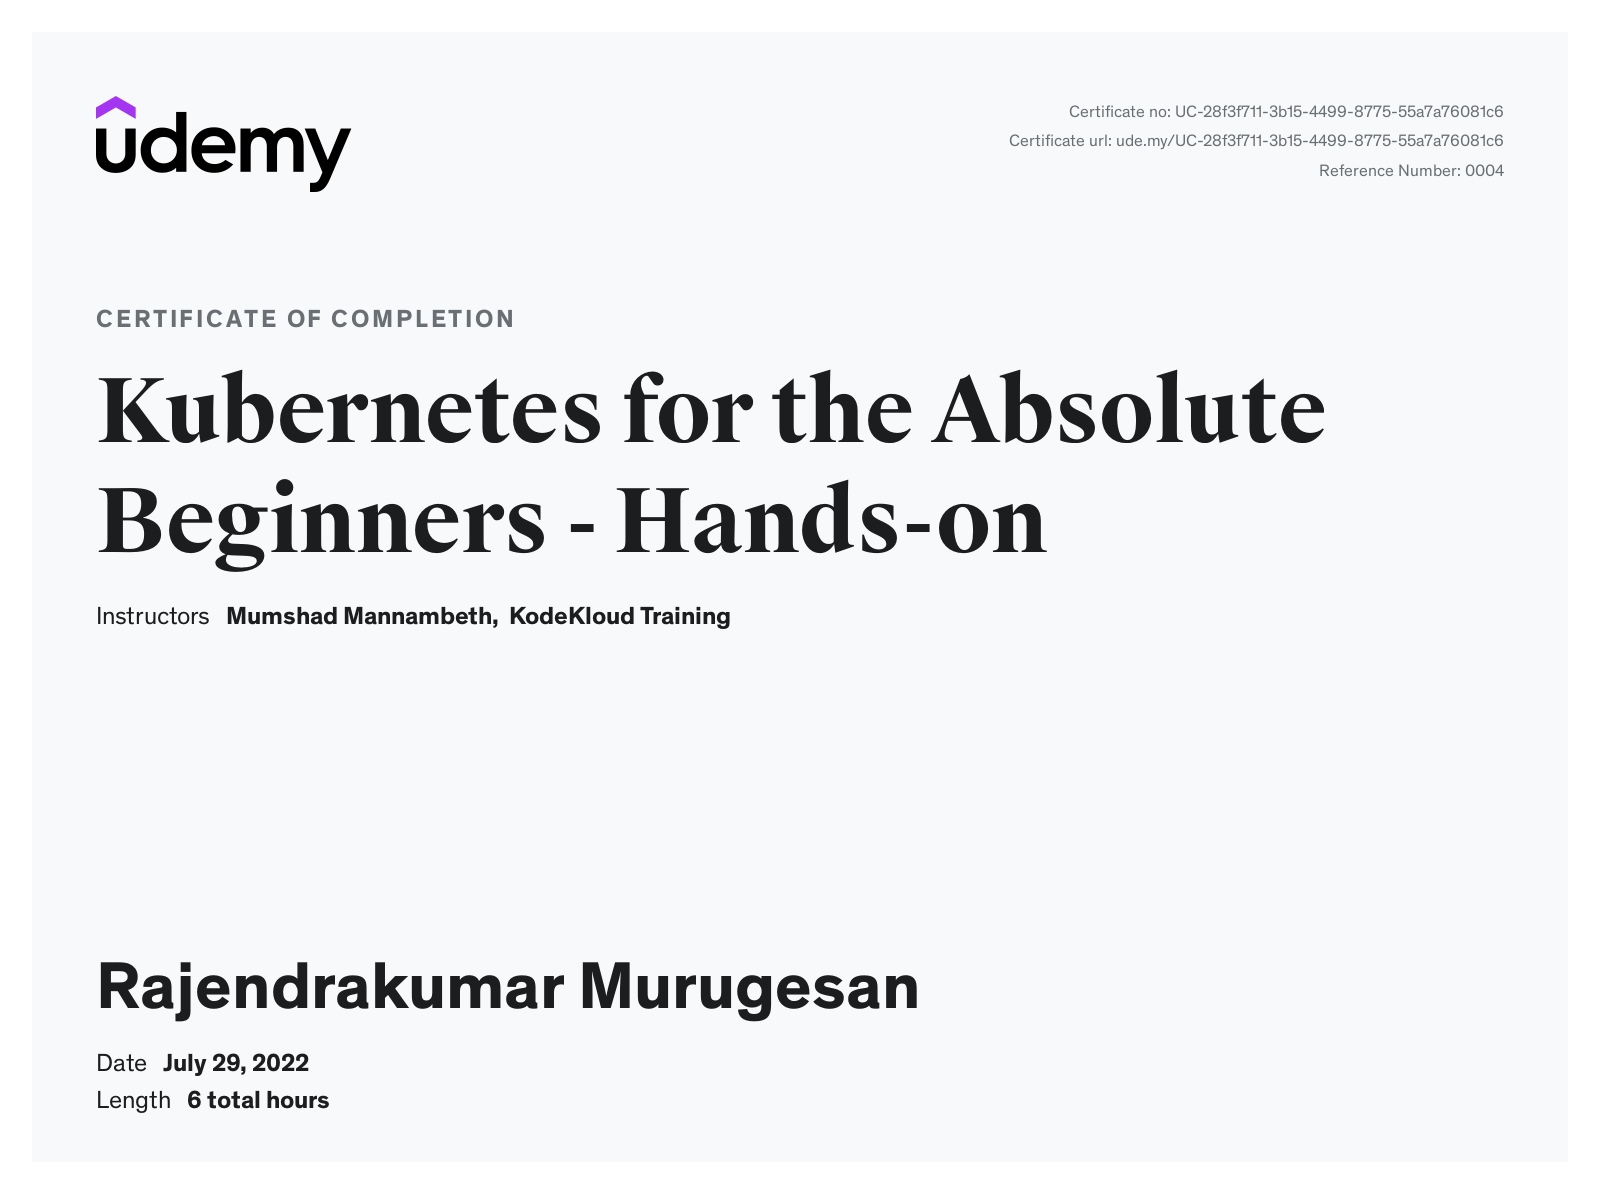 udemy
Certificate no: UC-28f3f711-3b15-4499-8775-55a7a76081c6
Certificate url: ude.my/UC-28f3f711-3b15-4499-8775-55a7a76081c6
Reference Number: 0004
CERTIFICATE OF COMPLETION
Kubernetes for the Absolute
Beginners - Hands-on
Instructors Mumshad Mannambeth, KodeKloud Training
Rajendrakumar Murugesan
Date July 29, 2022
Length 6 total hours